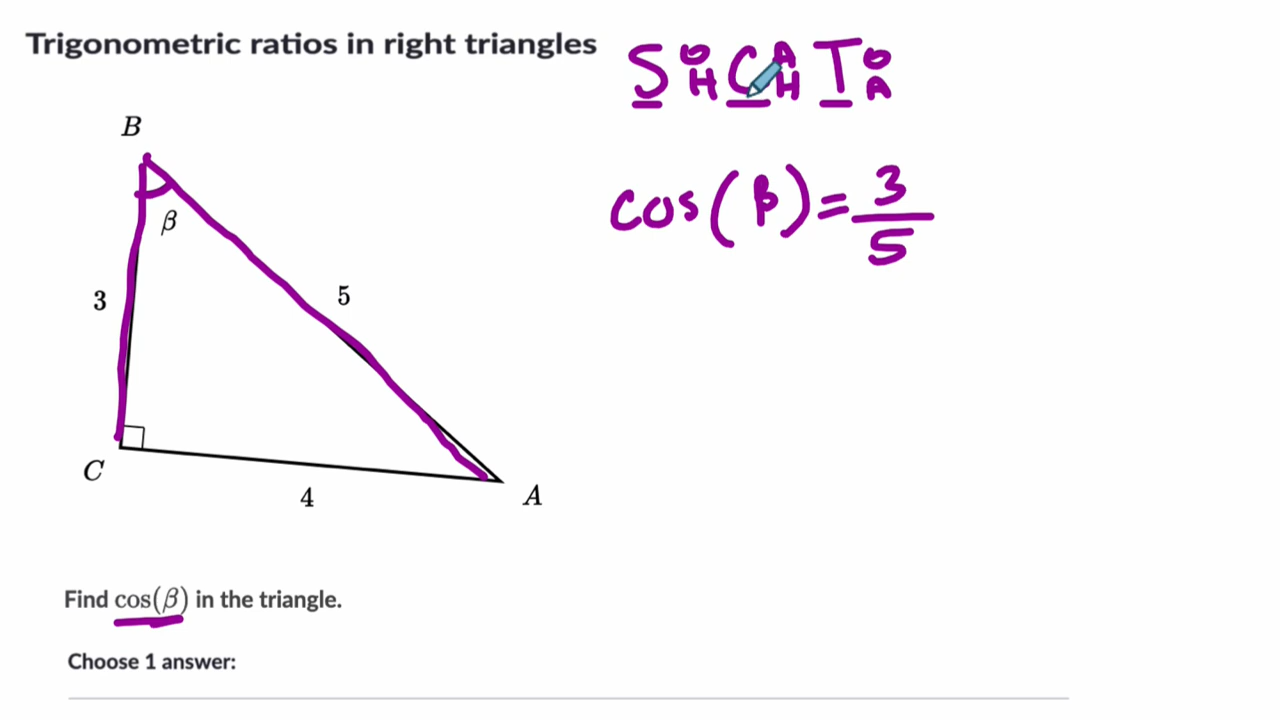 Trigonometric ratios in right triangles
S O/H C A/H T O/A
B
cos(β) = 3/5
β
3
5
C
4
A
Find cos(β) in the triangle.
Choose 1 answer: